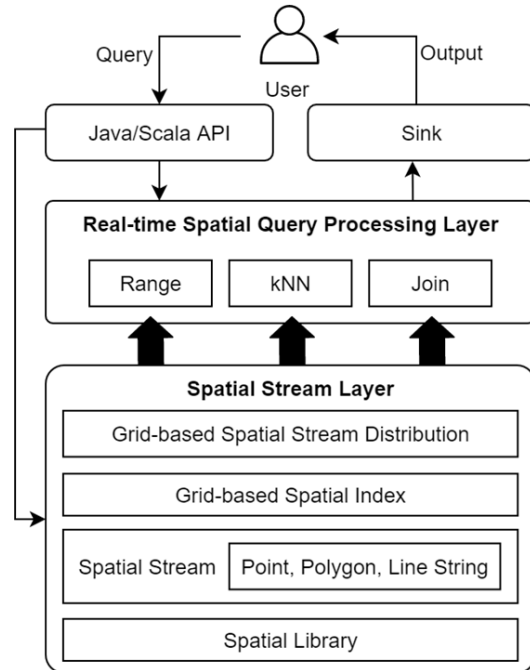 Query
User
Output
Java/Scala API
Sink
Real-time Spatial Query Processing Layer
Range
kNN
Join
Spatial Stream Layer
Grid-based Spatial Stream Distribution
Grid-based Spatial Index
Spatial Stream
Point, Polygon, Line String
Spatial Library